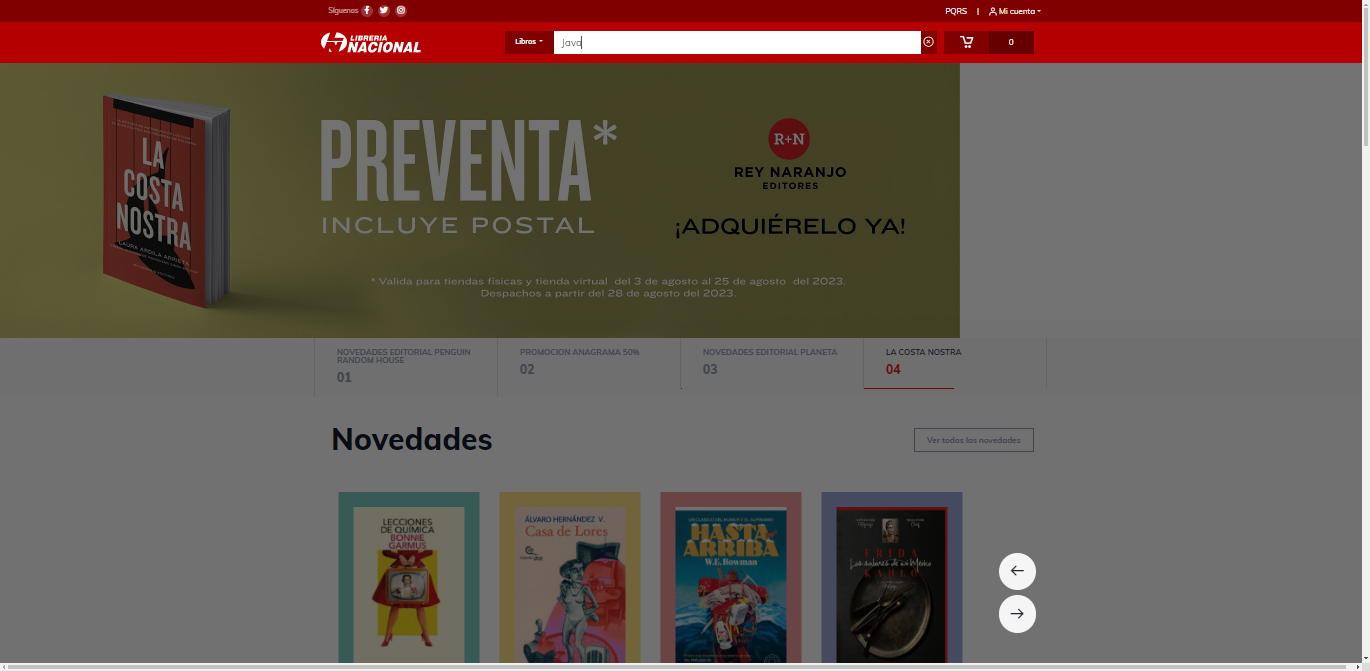 Síguenos
PQRS
Mi cuenta
LIBRERIA
NACIONAL
Libros
Java
0
LA
COSTA
NOSTRA
LAURA ARDILA ARRIETA
PREVENTA*
INCLUYE POSTAL
R+N
REY NARANJO
EDITORES
¡ADQUIÉRELO YA!
* Valida para tiendas físicas y tienda virtual del 3 de agosto al 25 de agosto del 2023.
Despachos a partir del 28 de agosto del 2023.
NOVEDADES EDITORIAL PENGUIN
RANDOM HOUSE
01
PROMOCION ANAGRAMA 50%
02
NOVEDADES EDITORIAL PLANETA
03
LA COSTA NOSTRA
04
Novedades
Ver todas las novedades
LECCIONES
DE QUÍMICA
BONNIE
GARMUS
ÁLVARO HERNÁNDEZ V.
Casa de Lores
HASTA
ARRIBA
W.E. Bowman
FRIDA
Los sabores de mi México
KAHLO